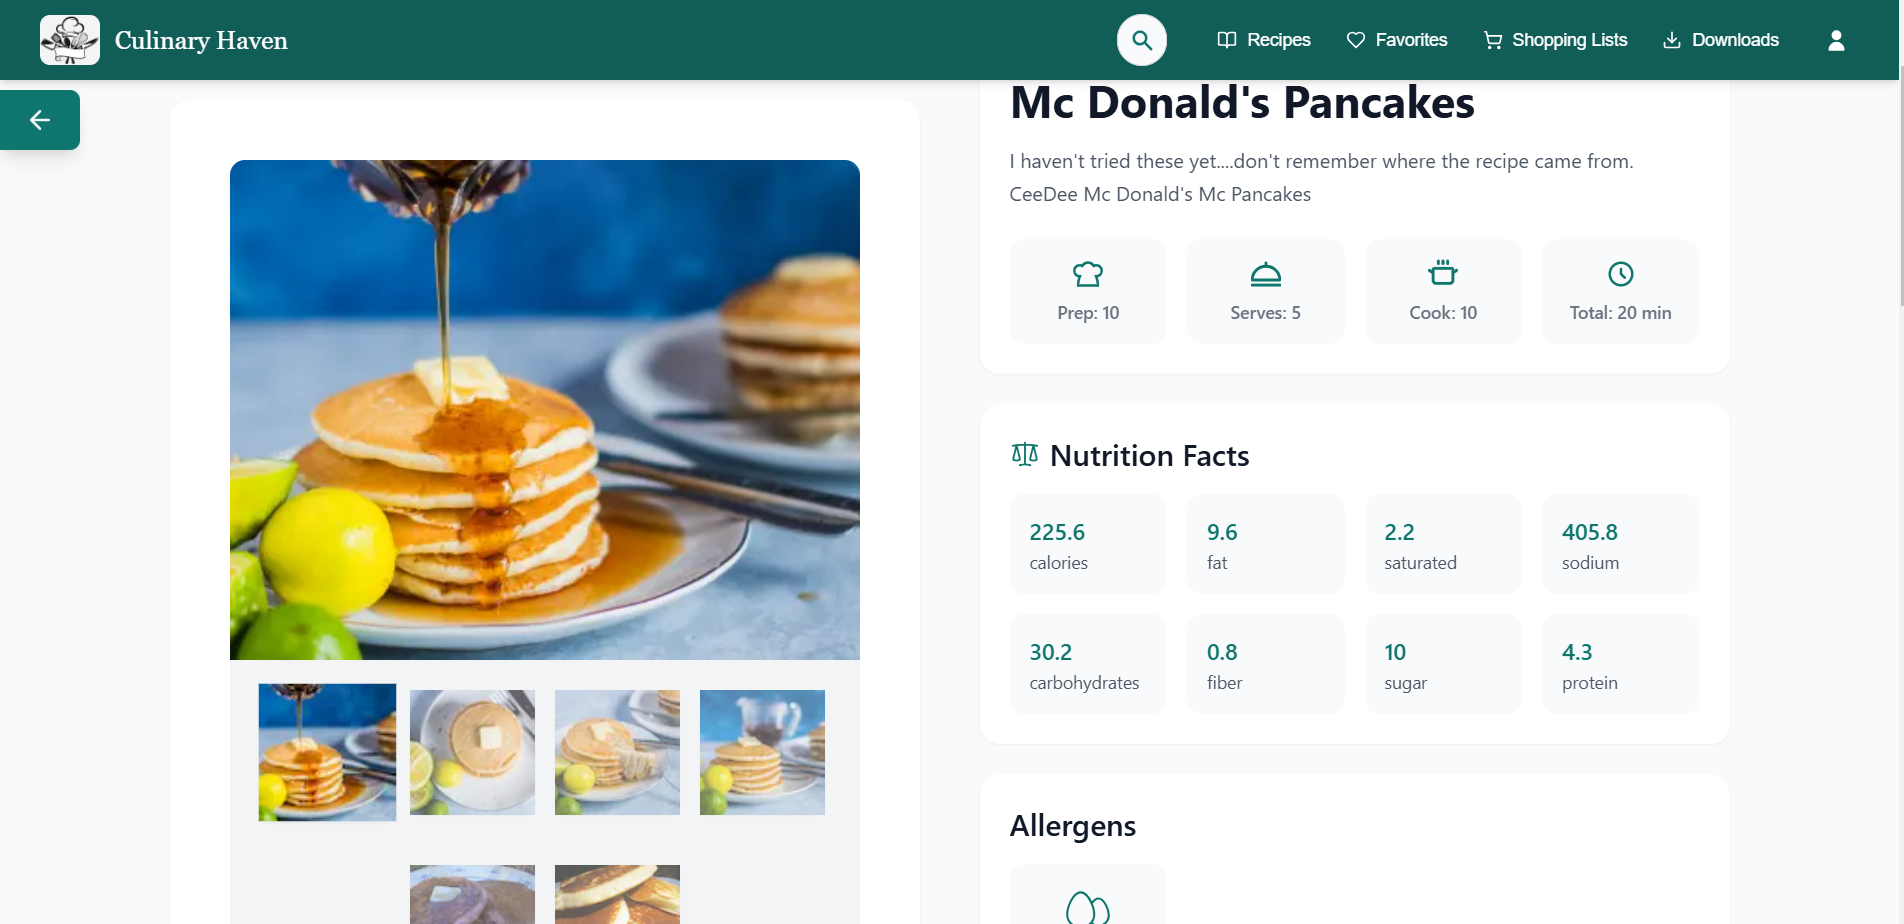 Culinary Haven
Recipes
Favorites
Shopping Lists
Downloads
Mc Donald's Pancakes
I haven't tried these yet....don't remember where the recipe came from.
CeeDee Mc Donald's Mc Pancakes
Prep: 10
Serves: 5
Cook: 10
Total: 20 min
Nutrition Facts
225.6
calories
9.6
fat
2.2
saturated
405.8
sodium
30.2
carbohydrates
0.8
fiber
10
sugar
4.3
protein
Allergens